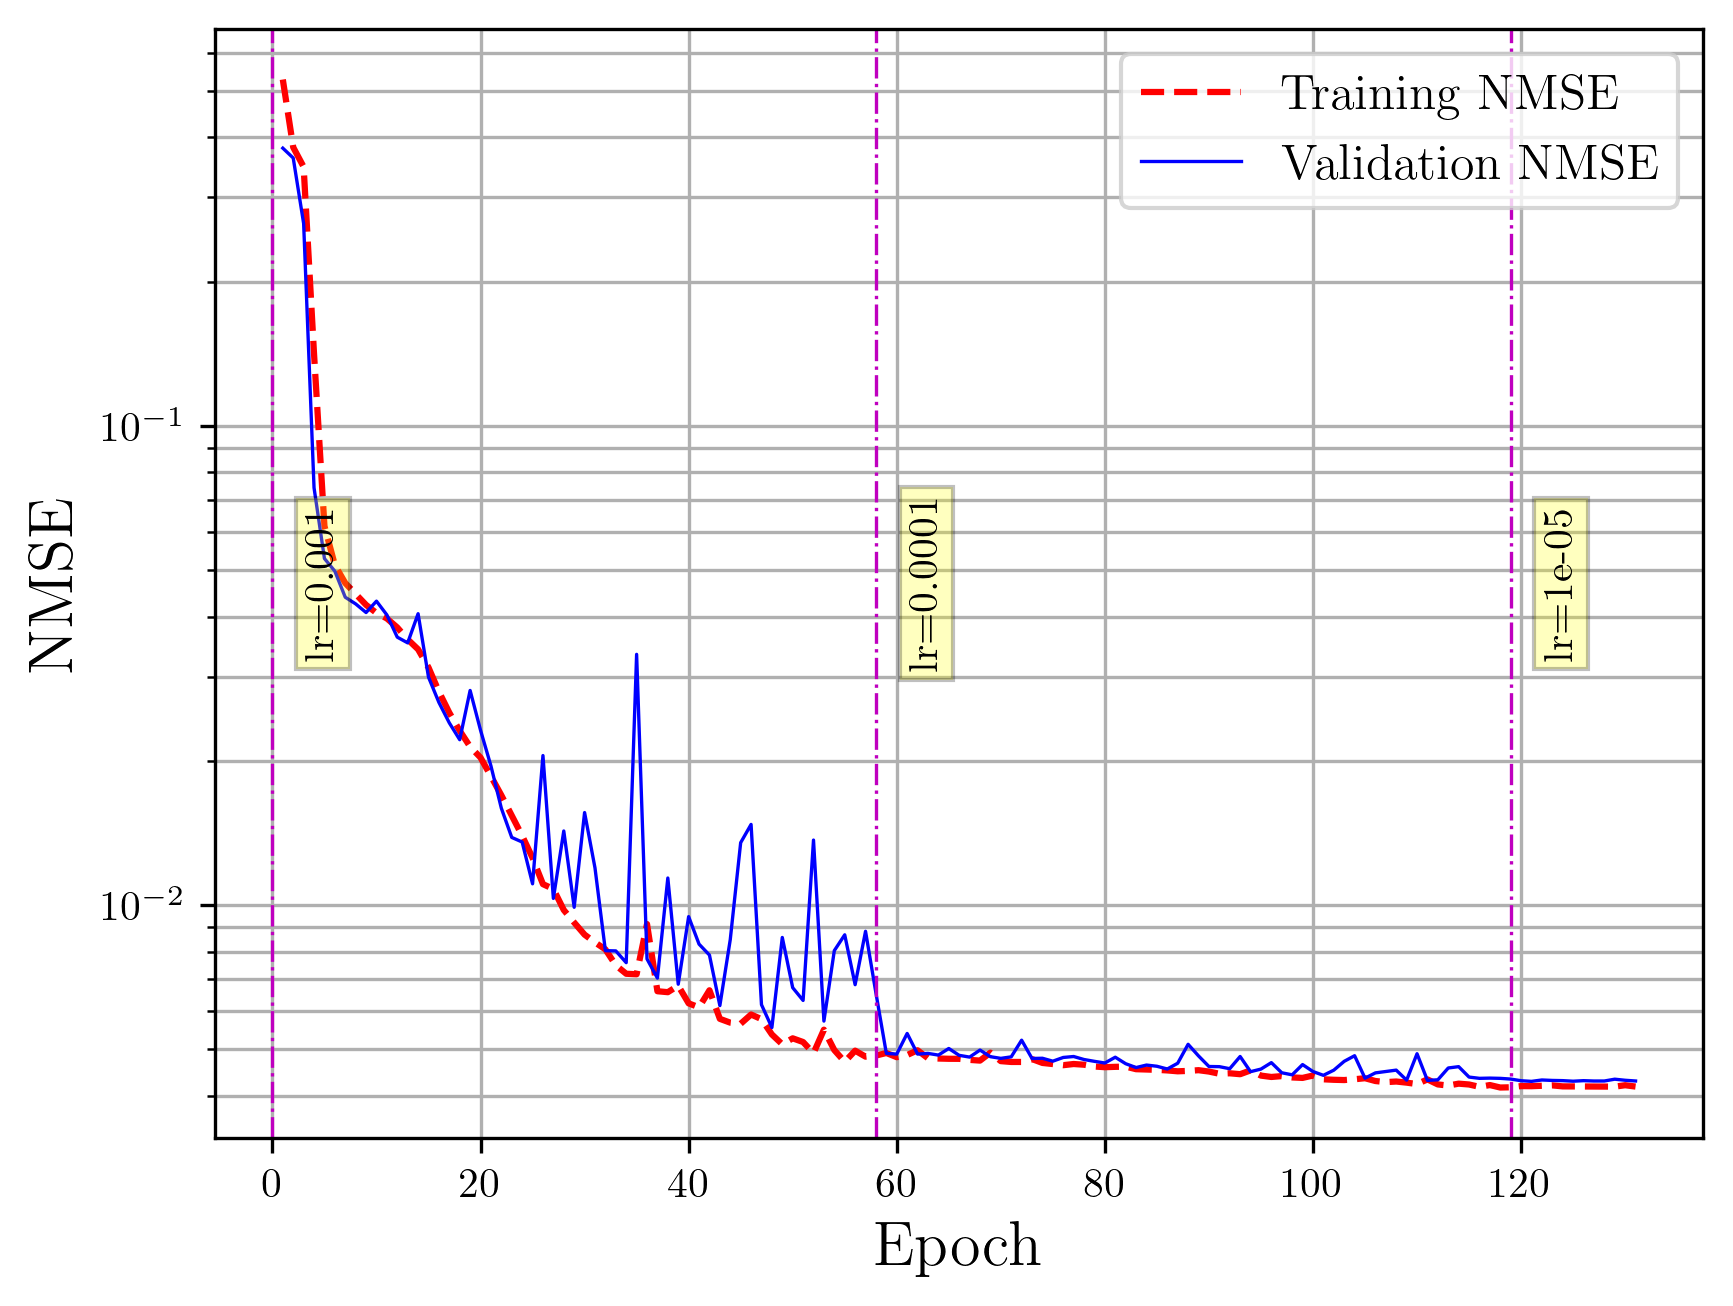 Training NMSE
Validation NMSE
NMSE
10⁻¹
10⁻²
lr=0.001
lr=0.0001
lr=1e-05
0 20 40 60 80 100 120
Epoch